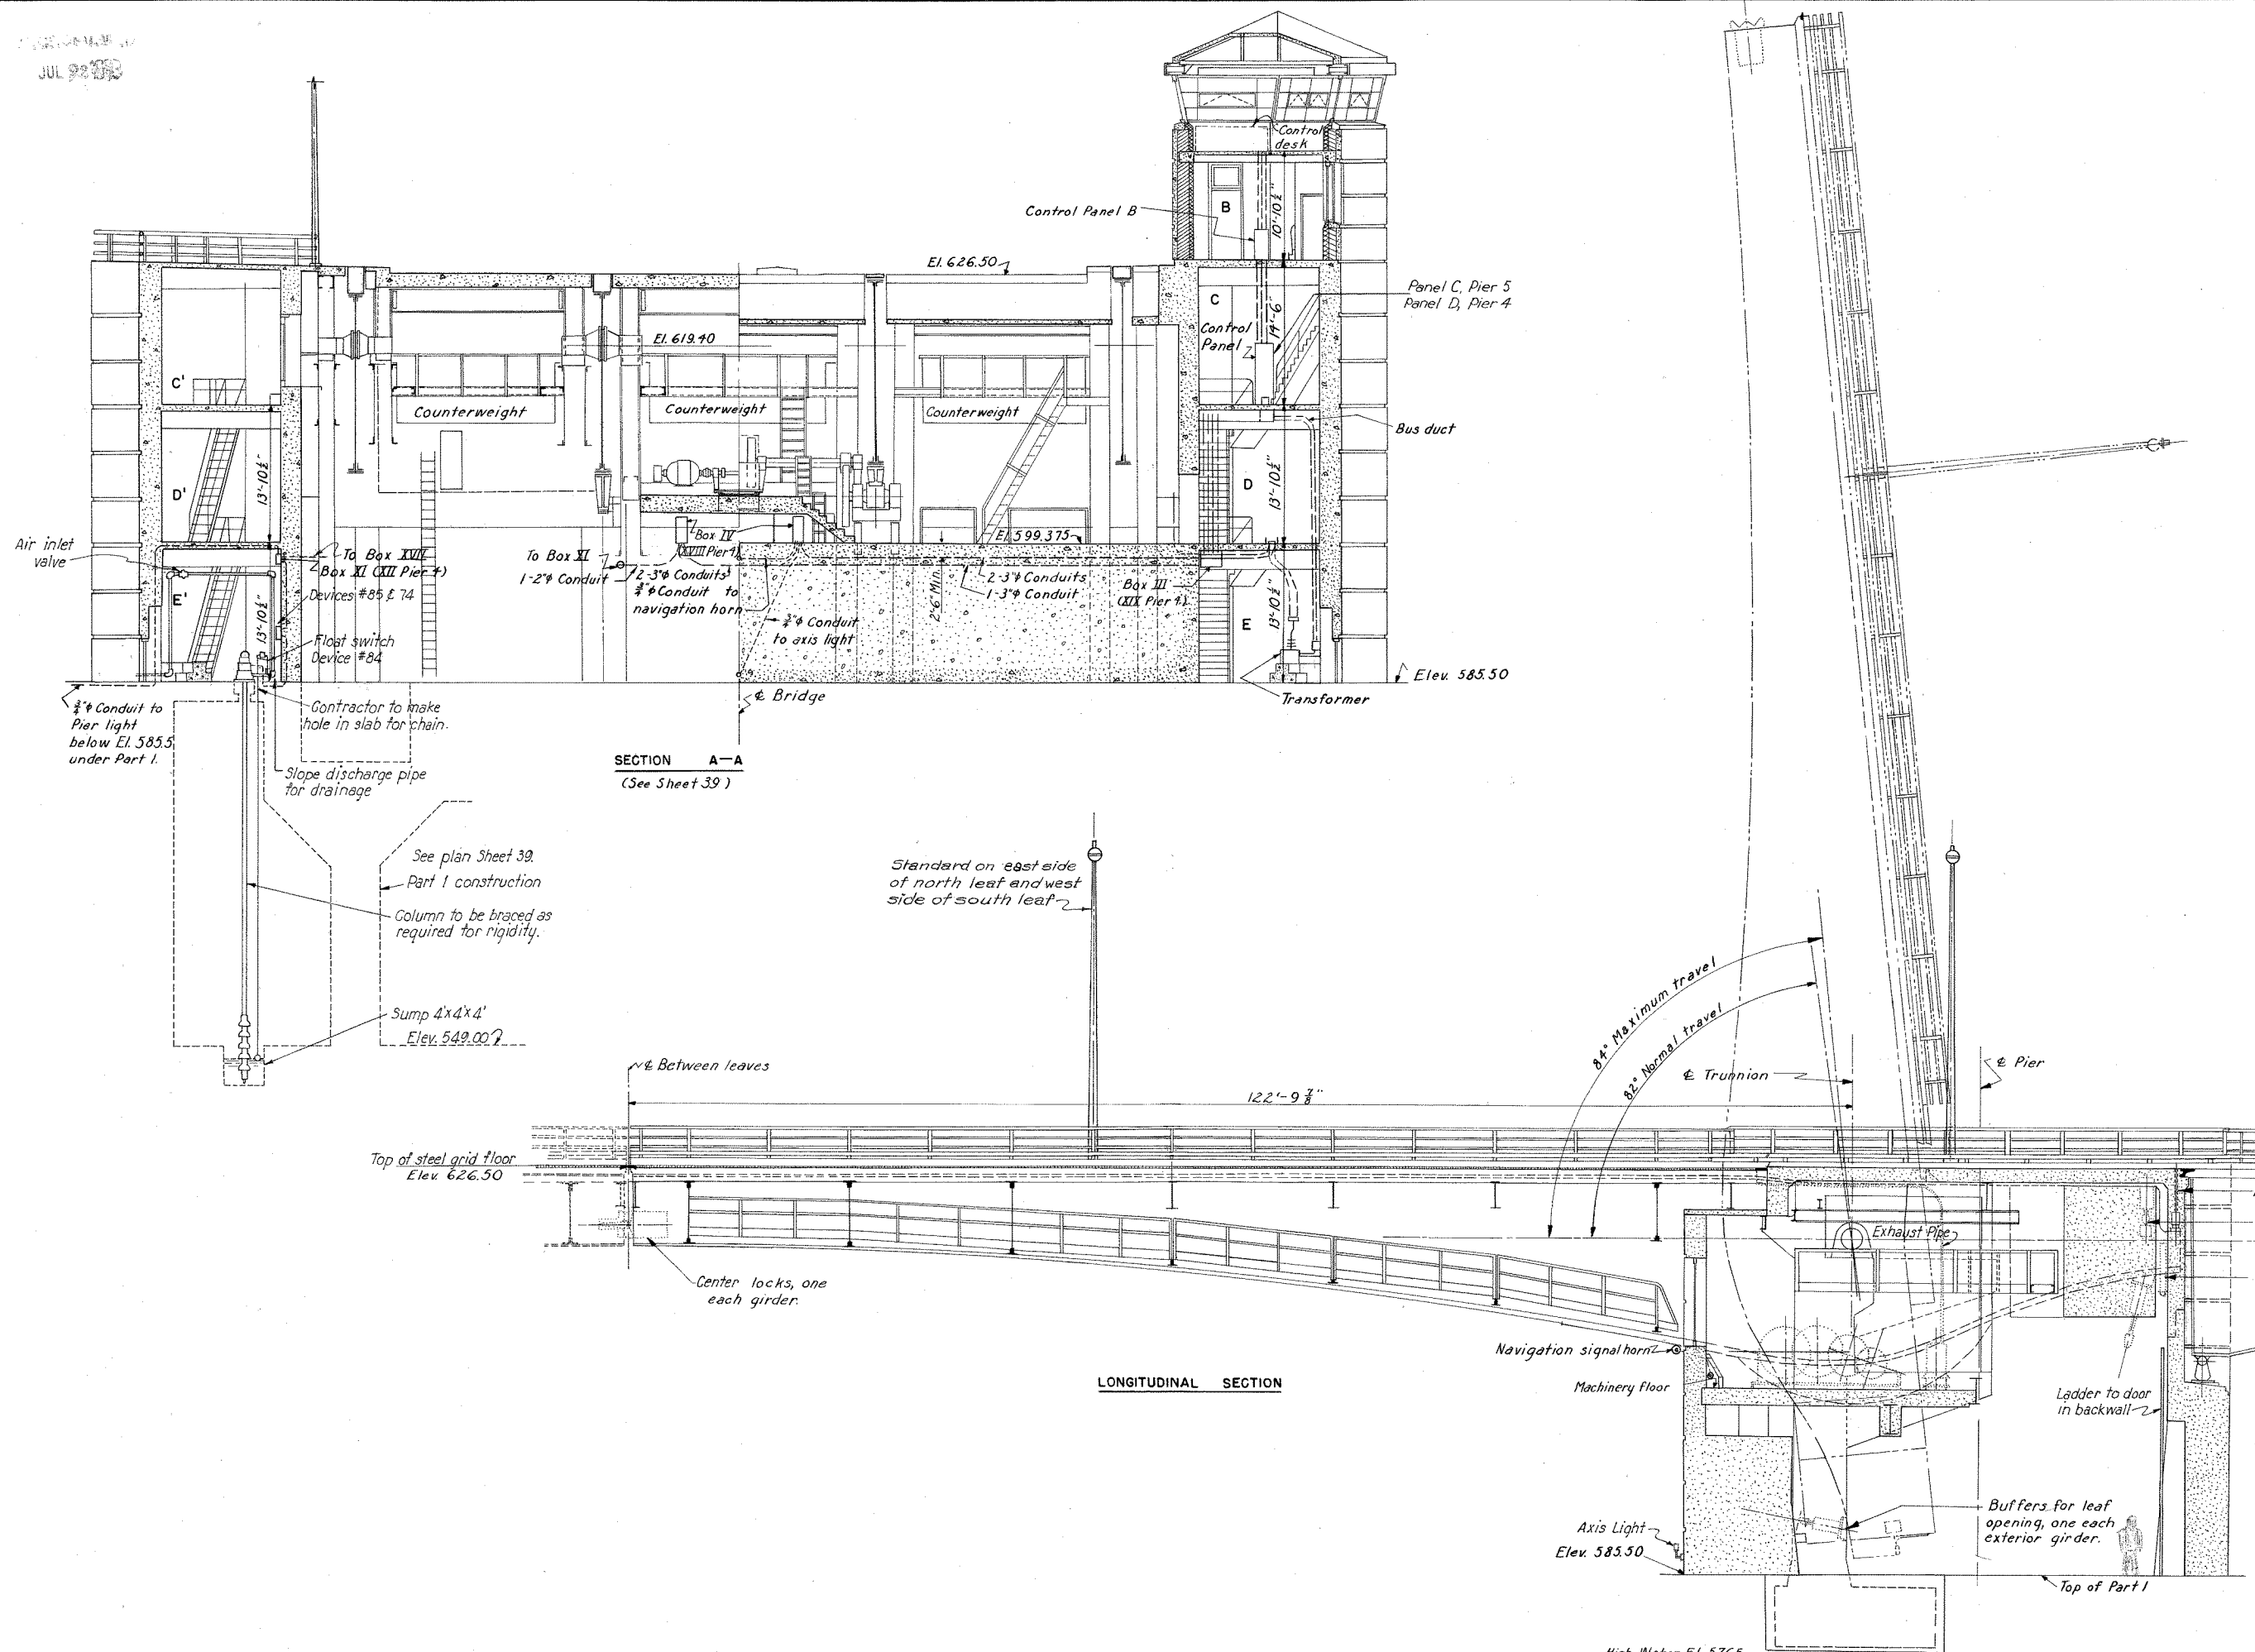 JUL
Control
desk
Control Panel B
B
10'-10½"
El. 626.50
Panel C, Pier 5
Panel D, Pier 4
C
Control
Panel
14'-6"
El. 619.40
C'
Counterweight
Counterweight
Counterweight
Bus duct
D'
13'-10½"
D
13'-10½"
Air inlet
valve
To Box XVII
Box XI (XII Pier 4)
To Box XI
1-2"φ Conduit
Box IV
(XVIII Pier 4)
El. 599.375
2-3"φ Conduits
¾"φ Conduit to
navigation horn
2'-6" Min.
2-3"φ Conduits
1-3"φ Conduit
Box III
(XIX Pier 4)
E'
Devices #85 & 74
13'-10½"
Float switch
Device #84
¾"φ Conduit
to axis light
E
13'-10½"
Elev. 585.50
Transformer
℄ Bridge
¾"φ Conduit to
Pier light
below El. 585.5
under Part 1.
Contractor to make
hole in slab for chain.
Slope discharge pipe
for drainage
SECTION A—A
(See Sheet 39)
See plan Sheet 39.
Part 1 construction
Column to be braced as
required for rigidity.
Sump 4'x4'x4'
Elev. 549.00
Standard on east side
of north leaf and west
side of south leaf
84° Maximum travel
82° Normal travel
℄ Trunnion
℄ Pier
℄ Between leaves
122'-9⅞"
Top of steel grid floor
Elev. 626.50
Exhaust Pipe
Center locks, one
each girder.
Navigation signal horn
Machinery floor
LONGITUDINAL SECTION
Ladder to door
in backwall
Axis Light
Elev. 585.50
Buffers for leaf
opening, one each
exterior girder.
Top of Part 1
High Water El. 576.5